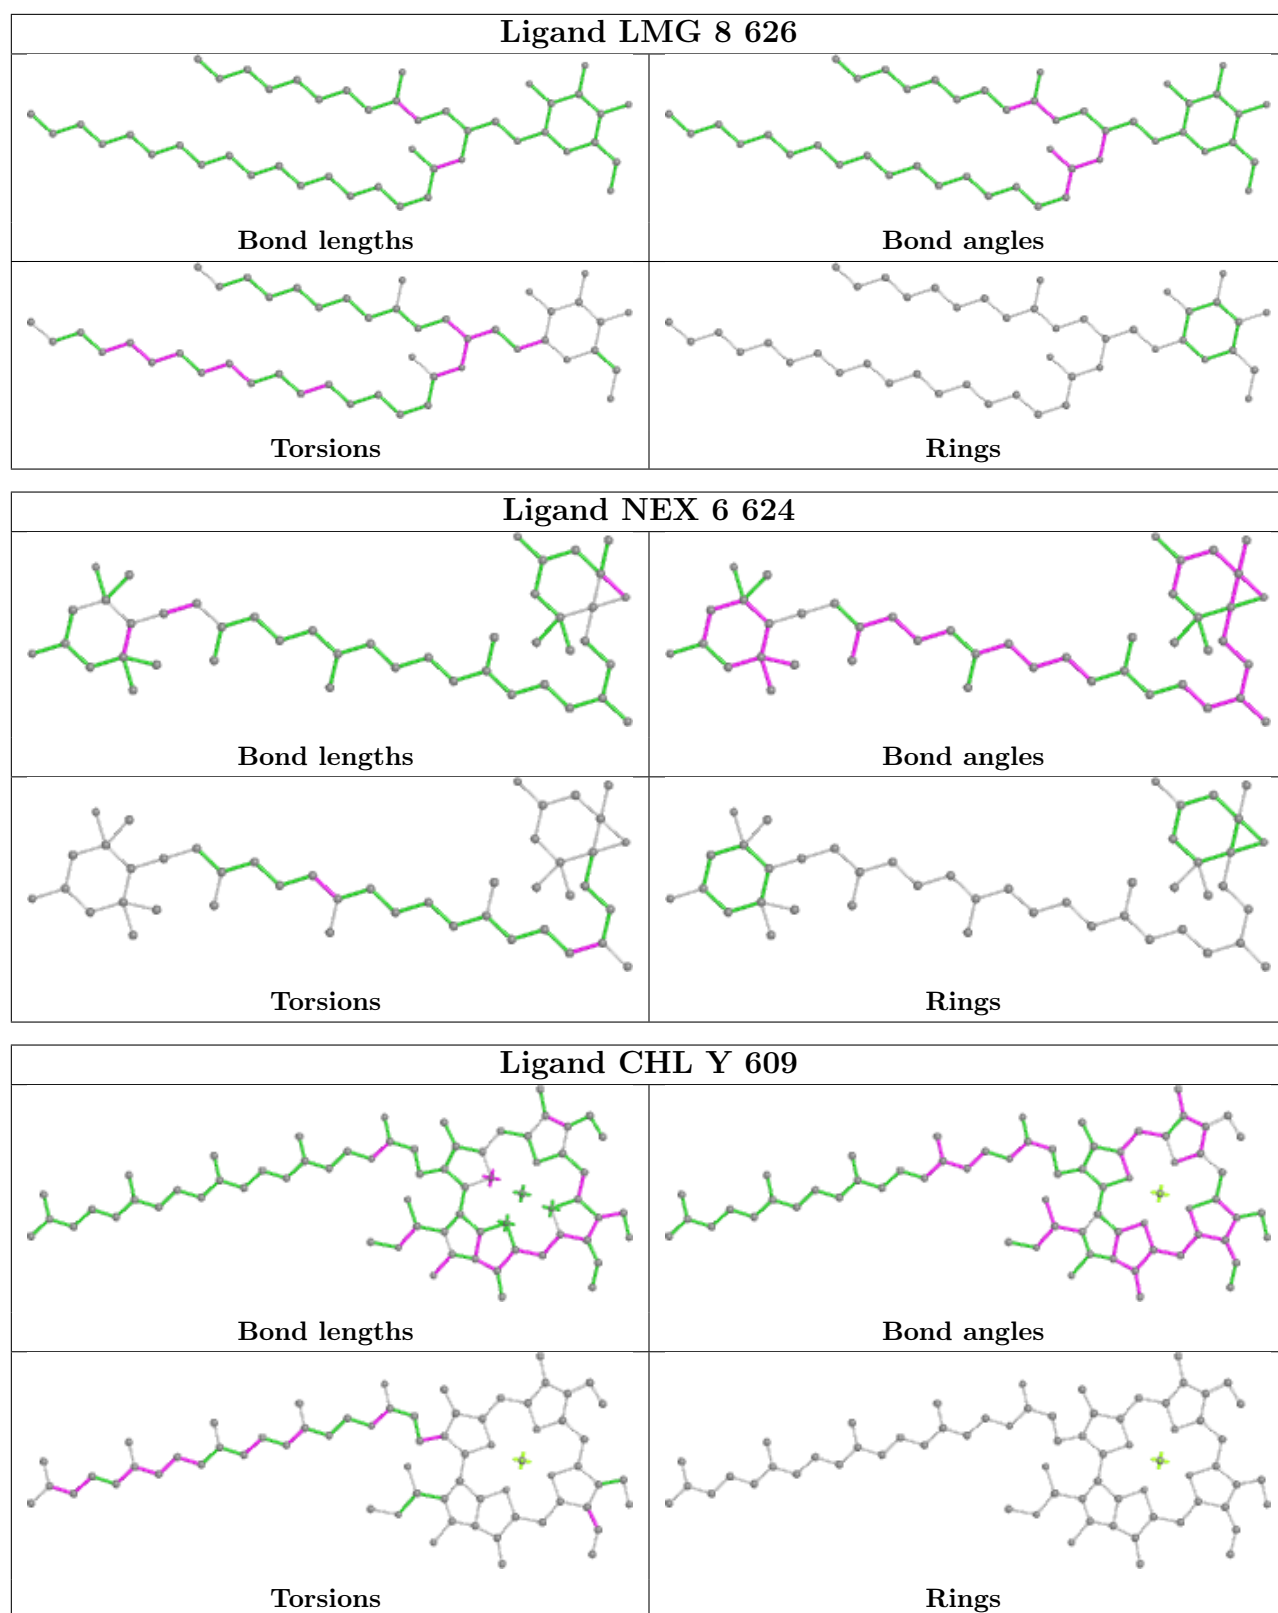 Ligand LMG 8 626
Bond lengths
Bond angles
Torsions
Rings
Ligand NEX 6 624
Bond lengths
Bond angles
Torsions
Rings
Ligand CHL Y 609
Bond lengths
Bond angles
Torsions
Rings